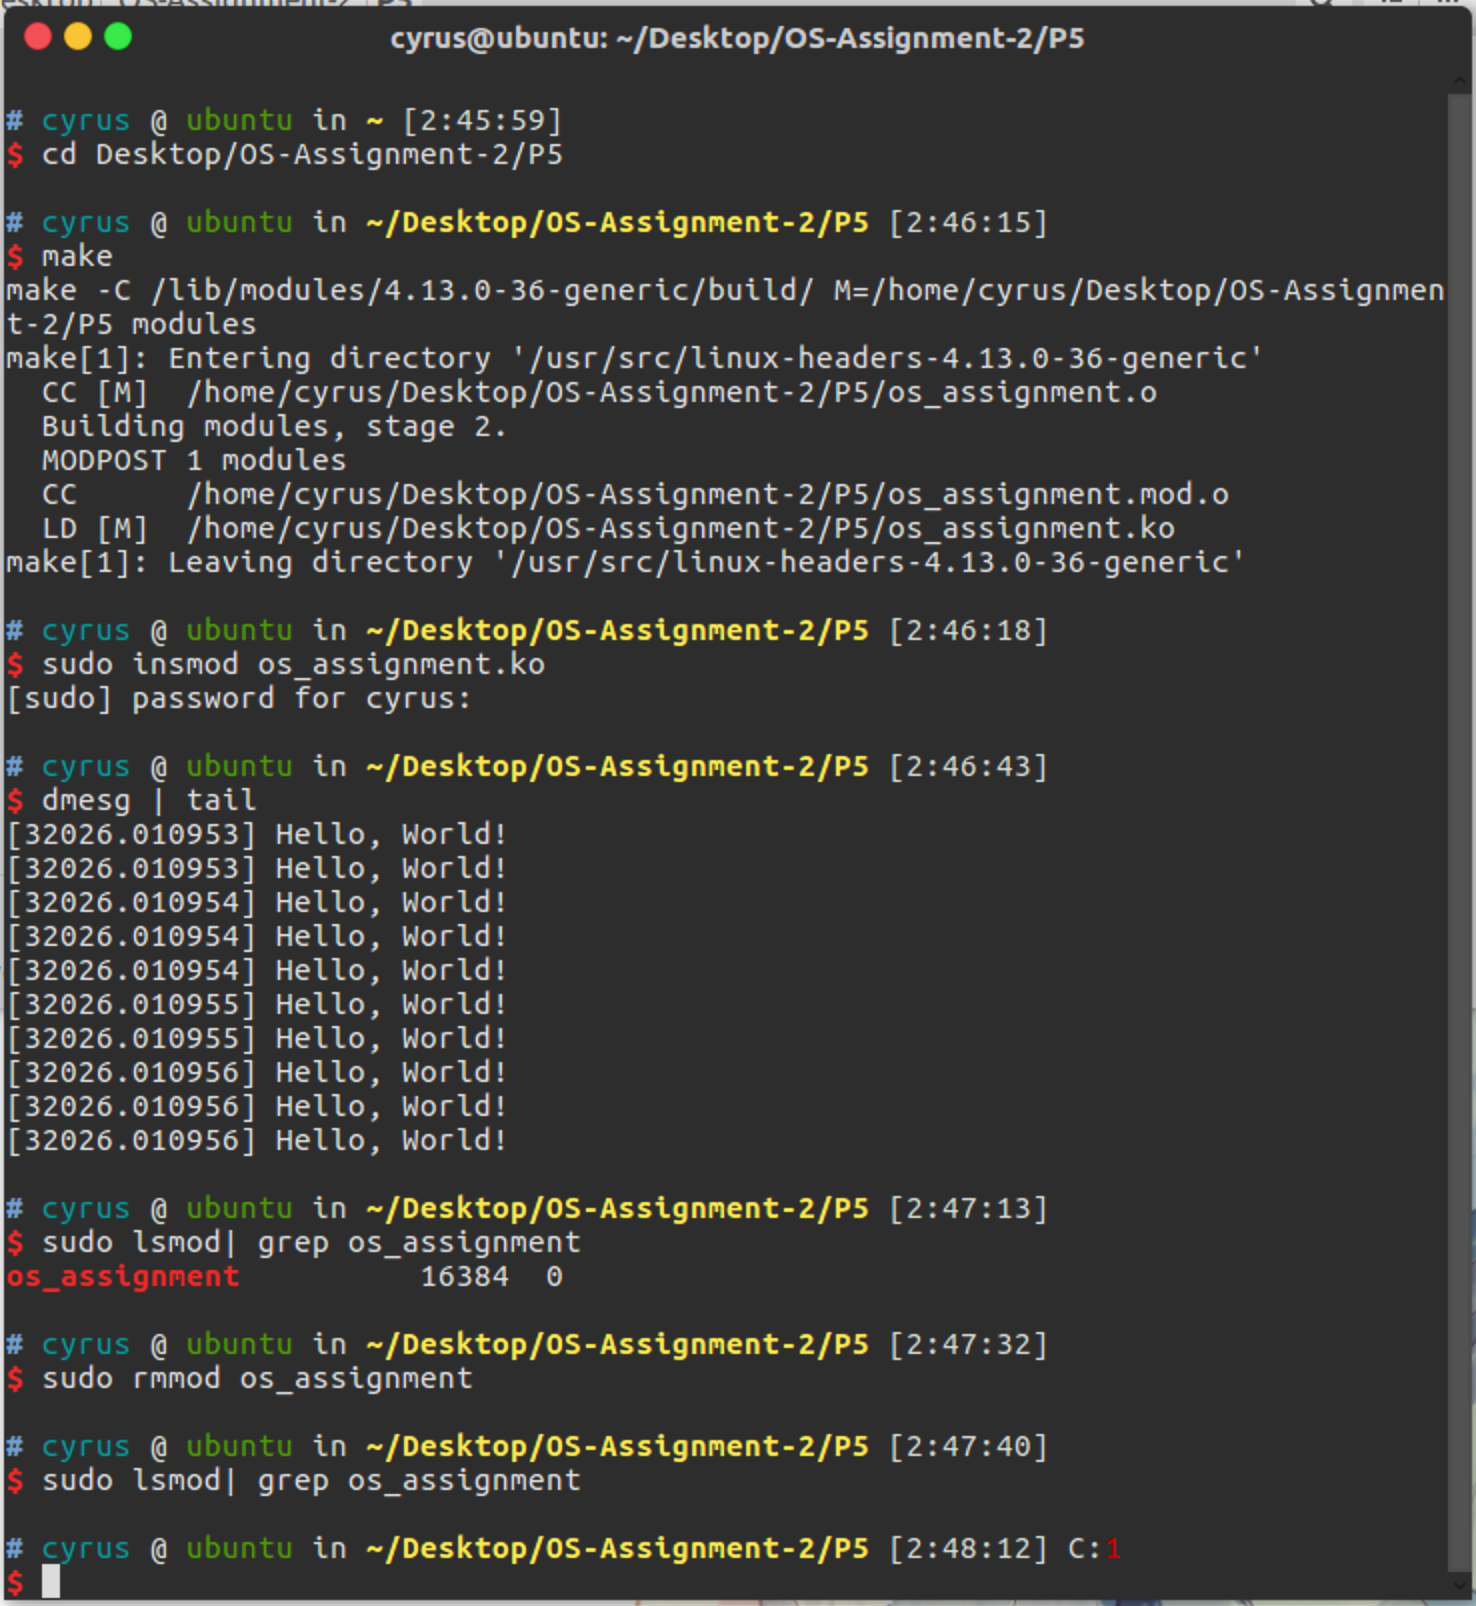 cyrus@ubuntu: ~/Desktop/OS-Assignment-2/P5
# cyrus @ ubuntu in ~ [2:45:59]
$ cd Desktop/OS-Assignment-2/P5
# cyrus @ ubuntu in ~/Desktop/OS-Assignment-2/P5 [2:46:15]
$ make
make -C /lib/modules/4.13.0-36-generic/build/ M=/home/cyrus/Desktop/OS-Assignmen
t-2/P5 modules
make[1]: Entering directory '/usr/src/linux-headers-4.13.0-36-generic'
  CC [M]  /home/cyrus/Desktop/OS-Assignment-2/P5/os_assignment.o
  Building modules, stage 2.
  MODPOST 1 modules
  CC      /home/cyrus/Desktop/OS-Assignment-2/P5/os_assignment.mod.o
  LD [M]  /home/cyrus/Desktop/OS-Assignment-2/P5/os_assignment.ko
make[1]: Leaving directory '/usr/src/linux-headers-4.13.0-36-generic'
# cyrus @ ubuntu in ~/Desktop/OS-Assignment-2/P5 [2:46:18]
$ sudo insmod os_assignment.ko
[sudo] password for cyrus:
# cyrus @ ubuntu in ~/Desktop/OS-Assignment-2/P5 [2:46:43]
$ dmesg | tail
[32026.010953] Hello, World!
[32026.010953] Hello, World!
[32026.010954] Hello, World!
[32026.010954] Hello, World!
[32026.010954] Hello, World!
[32026.010955] Hello, World!
[32026.010955] Hello, World!
[32026.010956] Hello, World!
[32026.010956] Hello, World!
[32026.010956] Hello, World!
# cyrus @ ubuntu in ~/Desktop/OS-Assignment-2/P5 [2:47:13]
$ sudo lsmod| grep os_assignment
os_assignment          16384  0
# cyrus @ ubuntu in ~/Desktop/OS-Assignment-2/P5 [2:47:32]
$ sudo rmmod os_assignment
# cyrus @ ubuntu in ~/Desktop/OS-Assignment-2/P5 [2:47:40]
$ sudo lsmod| grep os_assignment
# cyrus @ ubuntu in ~/Desktop/OS-Assignment-2/P5 [2:48:12] C:1
$